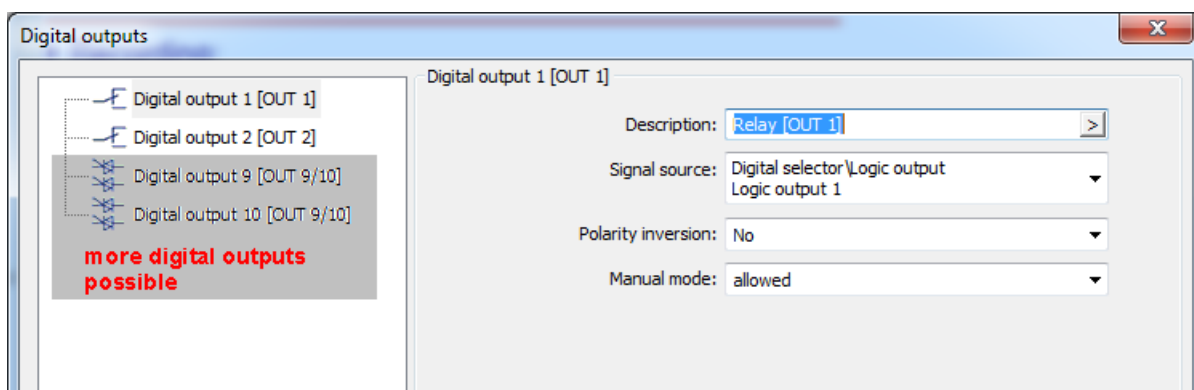 Digital outputs
Digital output 1 [OUT 1]
Digital output 2 [OUT 2]
Digital output 9 [OUT 9/10]
Digital output 10 [OUT 9/10]
more digital outputs
possible
Digital output 1 [OUT 1]
Description: Relay [OUT 1] >
Signal source: Digital selector\Logic output
Logic output 1
Polarity inversion: No
Manual mode: allowed